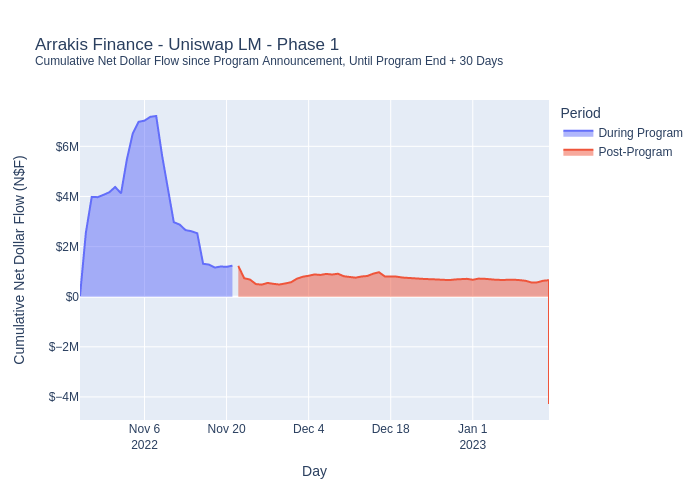 Arrakis Finance - Uniswap LM - Phase 1
Cumulative Net Dollar Flow since Program Announcement, Until Program End + 30 Days
Period
During Program
Post-Program
Cumulative Net Dollar Flow (N$F)
$6M
$4M
$2M
$0
$−2M
$−4M
Nov 6
2022
Nov 20
Dec 4
Dec 18
Jan 1
2023
Day